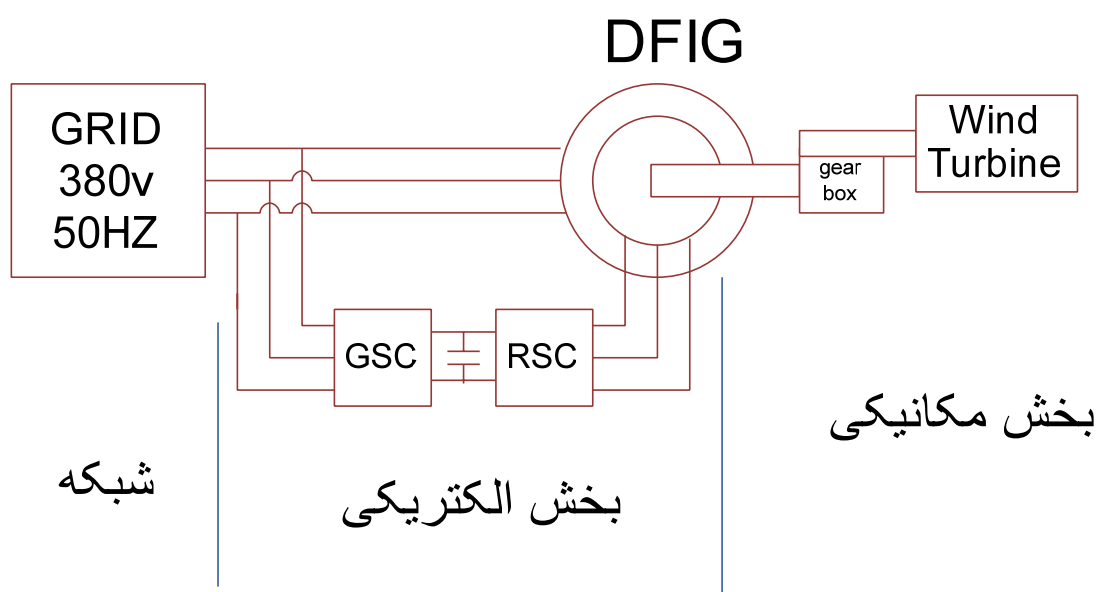 DFIG
GRID
380v
50HZ
Wind
Turbine
gear
box
GSC
RSC
بخش مکانیکی
شبکه
بخش الکتریکی